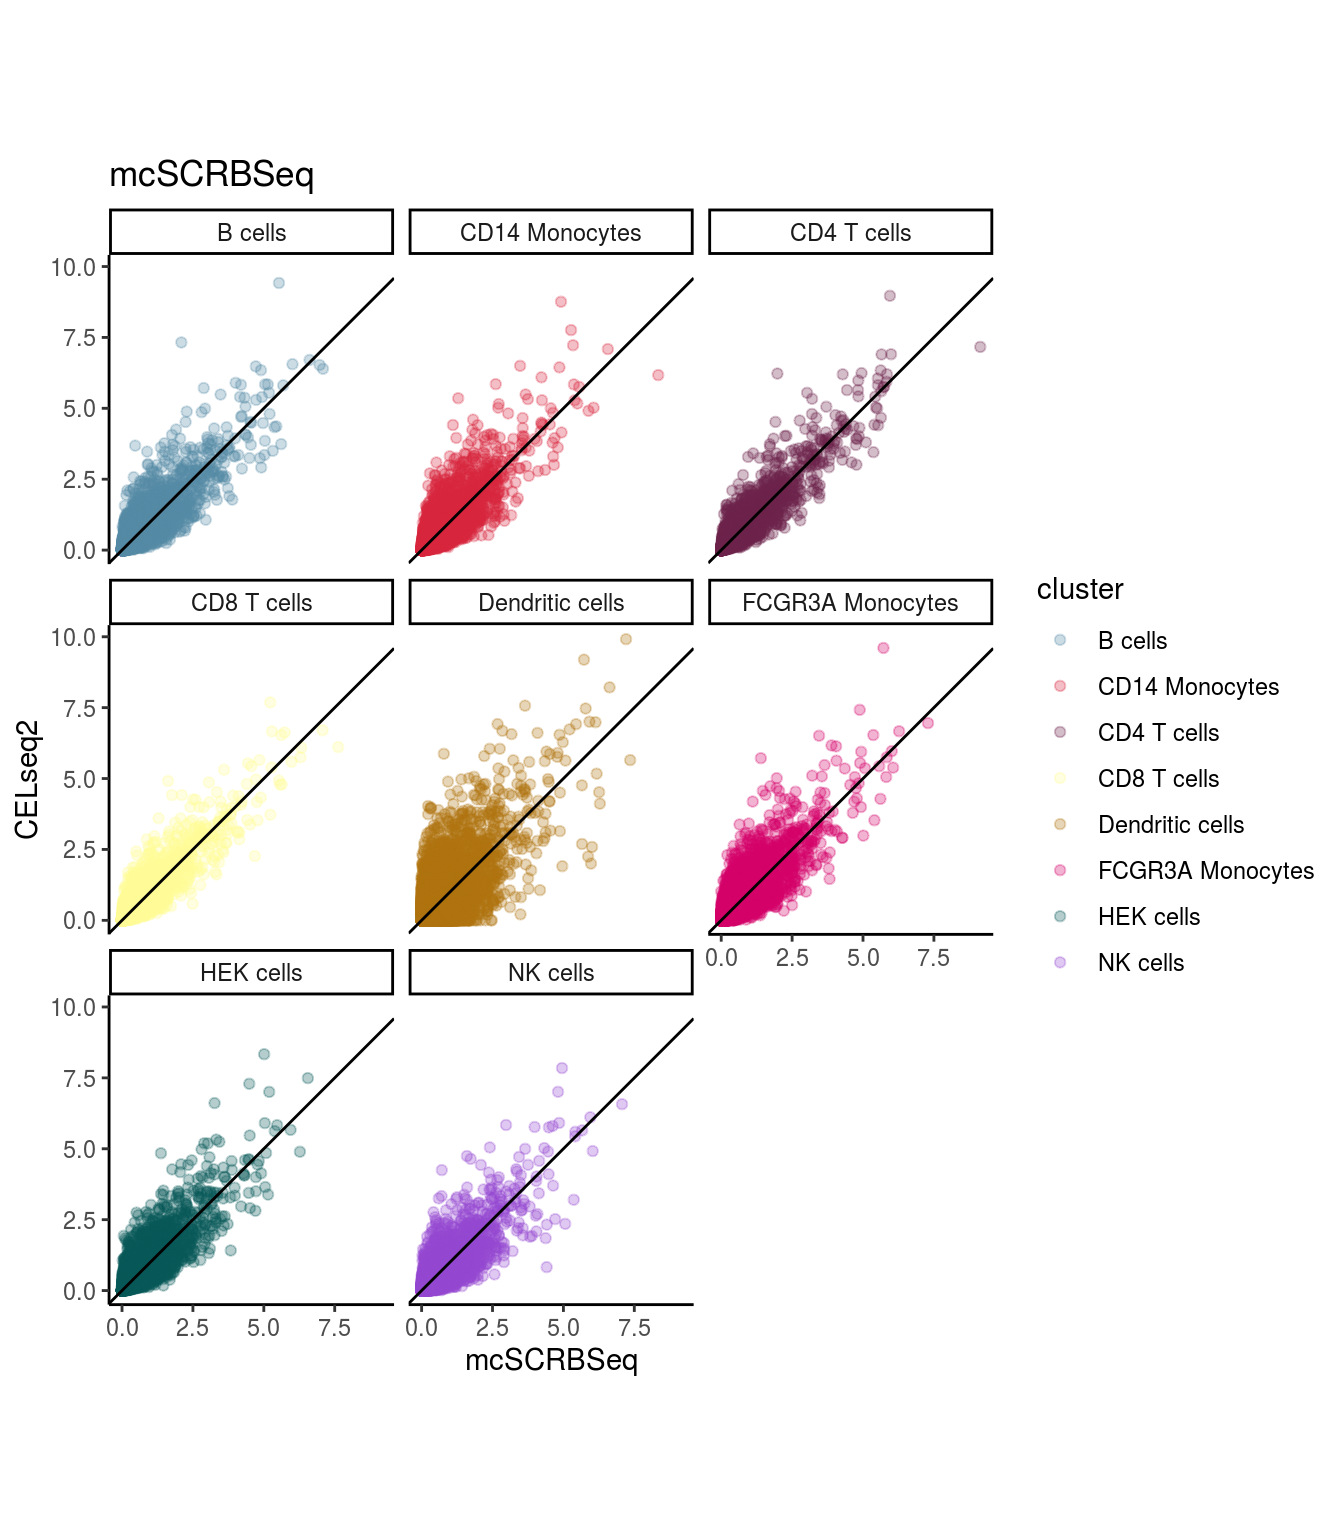 mcSCRBSeq
B cells
CD14 Monocytes
CD4 T cells
10.0
7.5
5.0
2.5
0.0
CD8 T cells
Dendritic cells
FCGR3A Monocytes
10.0
7.5
5.0
2.5
0.0
0.0 2.5 5.0 7.5
HEK cells
NK cells
10.0
7.5
5.0
2.5
0.0
0.0 2.5 5.0 7.5
0.0 2.5 5.0 7.5
mcSCRBSeq
CELseq2
cluster
B cells
CD14 Monocytes
CD4 T cells
CD8 T cells
Dendritic cells
FCGR3A Monocytes
HEK cells
NK cells